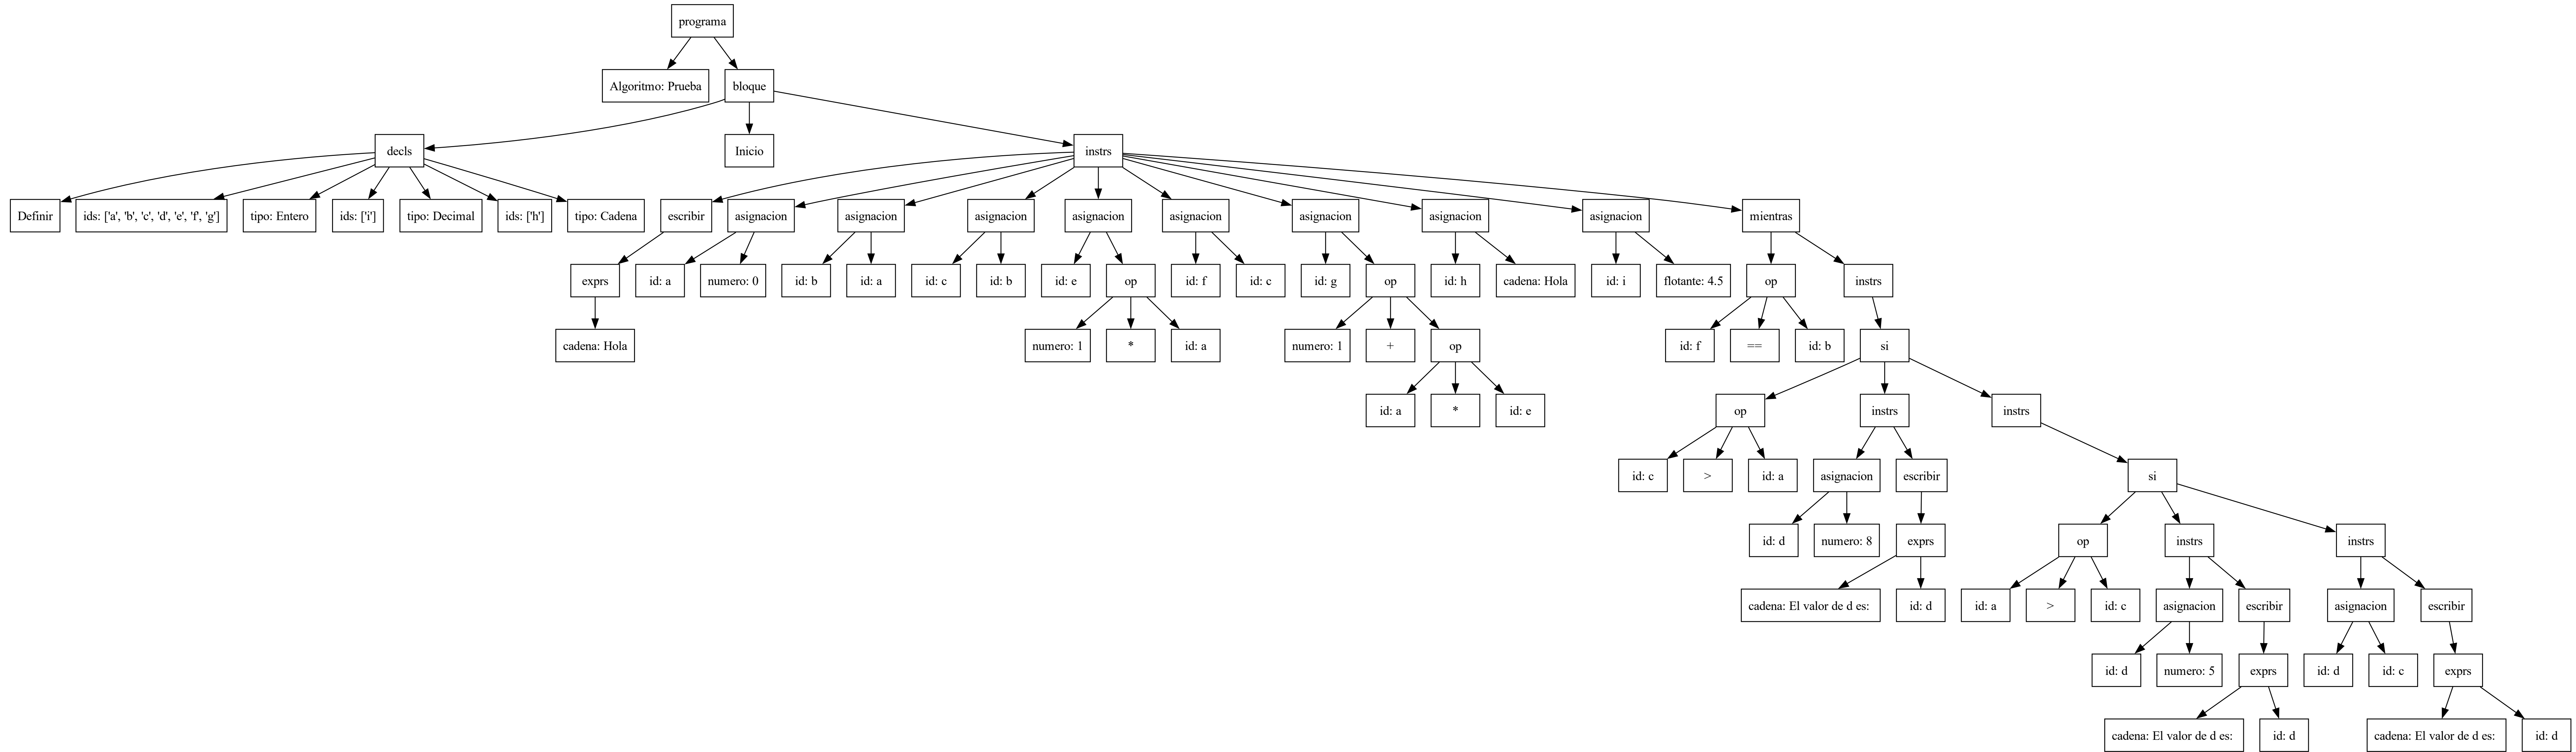 programa
Algoritmo: Prueba
bloque
decls
Inicio
instrs
Definir
ids: ['a', 'b', 'c', 'd', 'e', 'f', 'g']
tipo: Entero
ids: ['i']
tipo: Decimal
ids: ['h']
tipo: Cadena
escribir
asignacion
asignacion
asignacion
asignacion
asignacion
asignacion
asignacion
asignacion
mientras
exprs
id: a
numero: 0
id: b
id: a
id: c
id: b
id: e
op
id: f
id: c
id: g
op
id: h
cadena: Hola
id: i
flotante: 4.5
op
instrs
cadena: Hola
numero: 1
*
id: a
numero: 1
+
op
id: f
==
id: b
si
id: a
*
id: e
op
instrs
instrs
id: c
>
id: a
asignacion
escribir
si
id: d
numero: 8
exprs
op
instrs
instrs
cadena: El valor de d es:
id: d
id: a
>
id: c
asignacion
escribir
asignacion
escribir
id: d
numero: 5
exprs
id: d
id: c
exprs
cadena: El valor de d es:
id: d
cadena: El valor de d es:
id: d